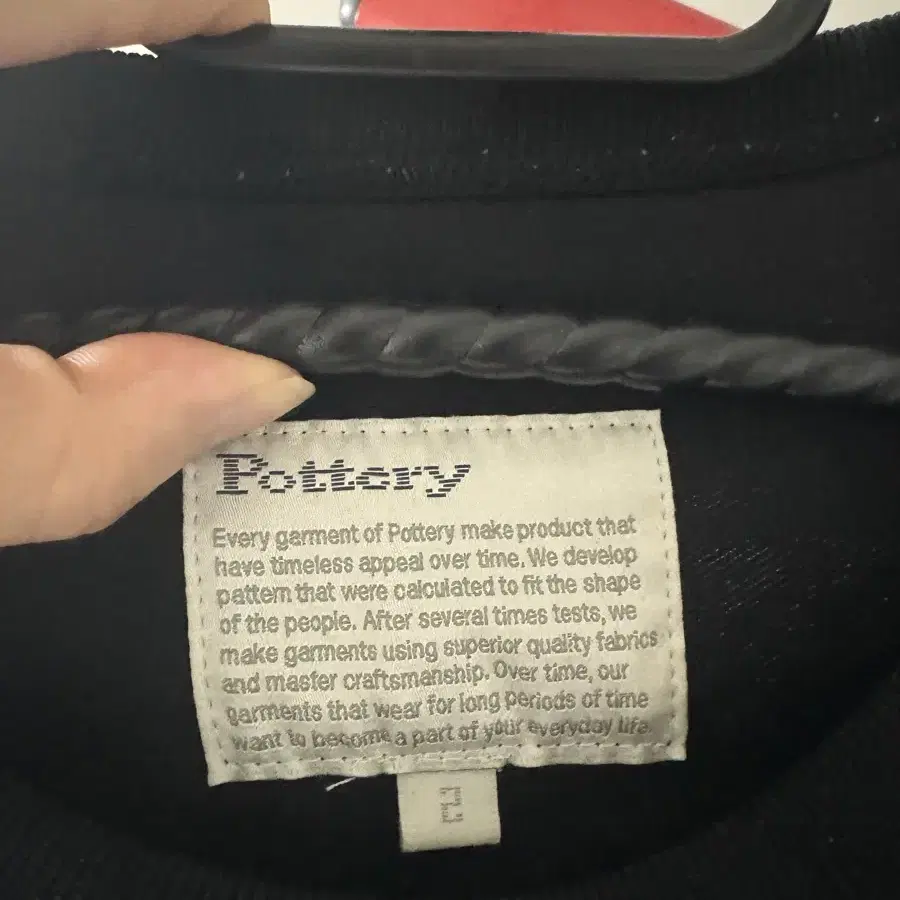 Pottery
Every garment of Pottery make product that
have timeless appeal over time. We develop
pattern that were calculated to fit the shape
of the people. After several times tests, we
make garments using superior quality fabrics
and master craftsmanship. Over time, our
garments that wear for long periods of time
want to become a part of your everyday life.